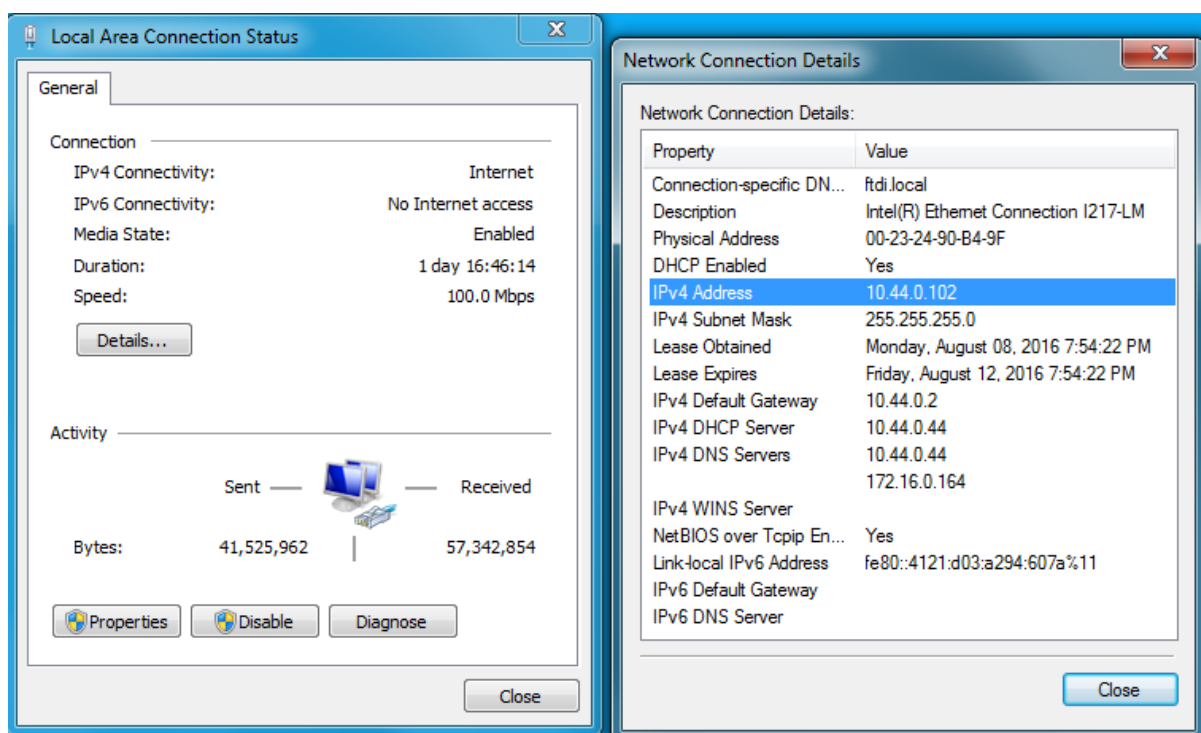 Local Area Connection Status
General
Connection
IPv4 Connectivity: Internet
IPv6 Connectivity: No Internet access
Media State: Enabled
Duration: 1 day 16:46:14
Speed: 100.0 Mbps
Details...
Activity
Sent Received
Bytes: 41,525,962 57,342,854
Properties Disable Diagnose
Close
Network Connection Details
Network Connection Details:
Property Value
Connection-specific DN... ftdi.local
Description Intel(R) Ethernet Connection I217-LM
Physical Address 00-23-24-90-B4-9F
DHCP Enabled Yes
IPv4 Address 10.44.0.102
IPv4 Subnet Mask 255.255.255.0
Lease Obtained Monday, August 08, 2016 7:54:22 PM
Lease Expires Friday, August 12, 2016 7:54:22 PM
IPv4 Default Gateway 10.44.0.2
IPv4 DHCP Server 10.44.0.44
IPv4 DNS Servers 10.44.0.44
172.16.0.164
IPv4 WINS Server
NetBIOS over Tcpip En... Yes
Link-local IPv6 Address fe80::4121:d03:a294:607a%11
IPv6 Default Gateway
IPv6 DNS Server
Close